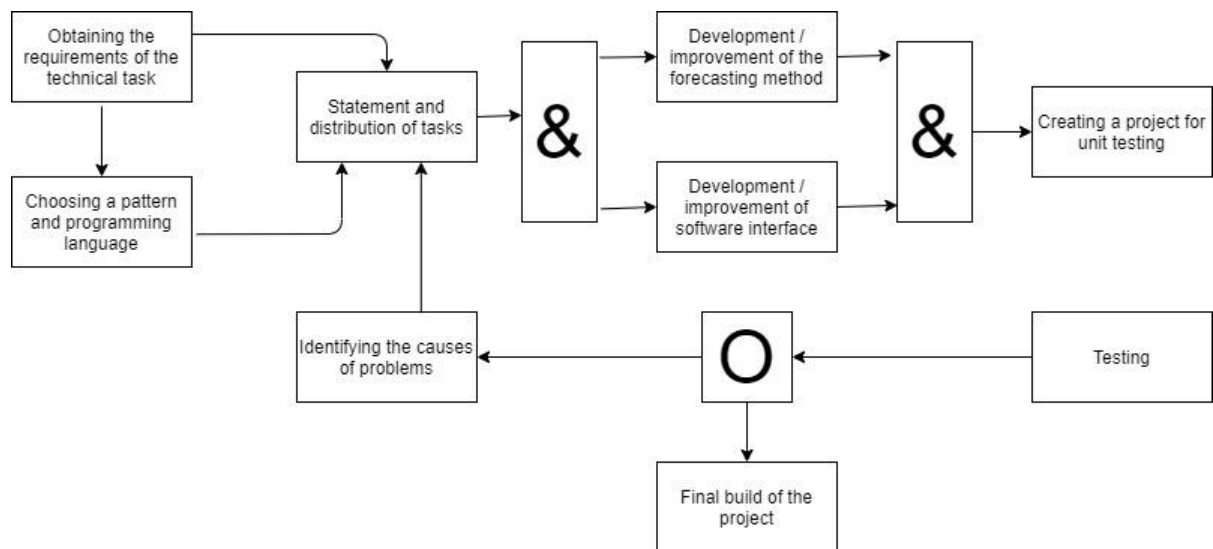 Obtaining the
requirements of the
technical task
Choosing a pattern
and programming
language
Statement and
distribution of tasks
&
Development /
improvement of the
forecasting method
Development /
improvement of
software interface
&
Creating a project for
unit testing
Identifying the causes
of problems
O
Testing
Final build of the
project